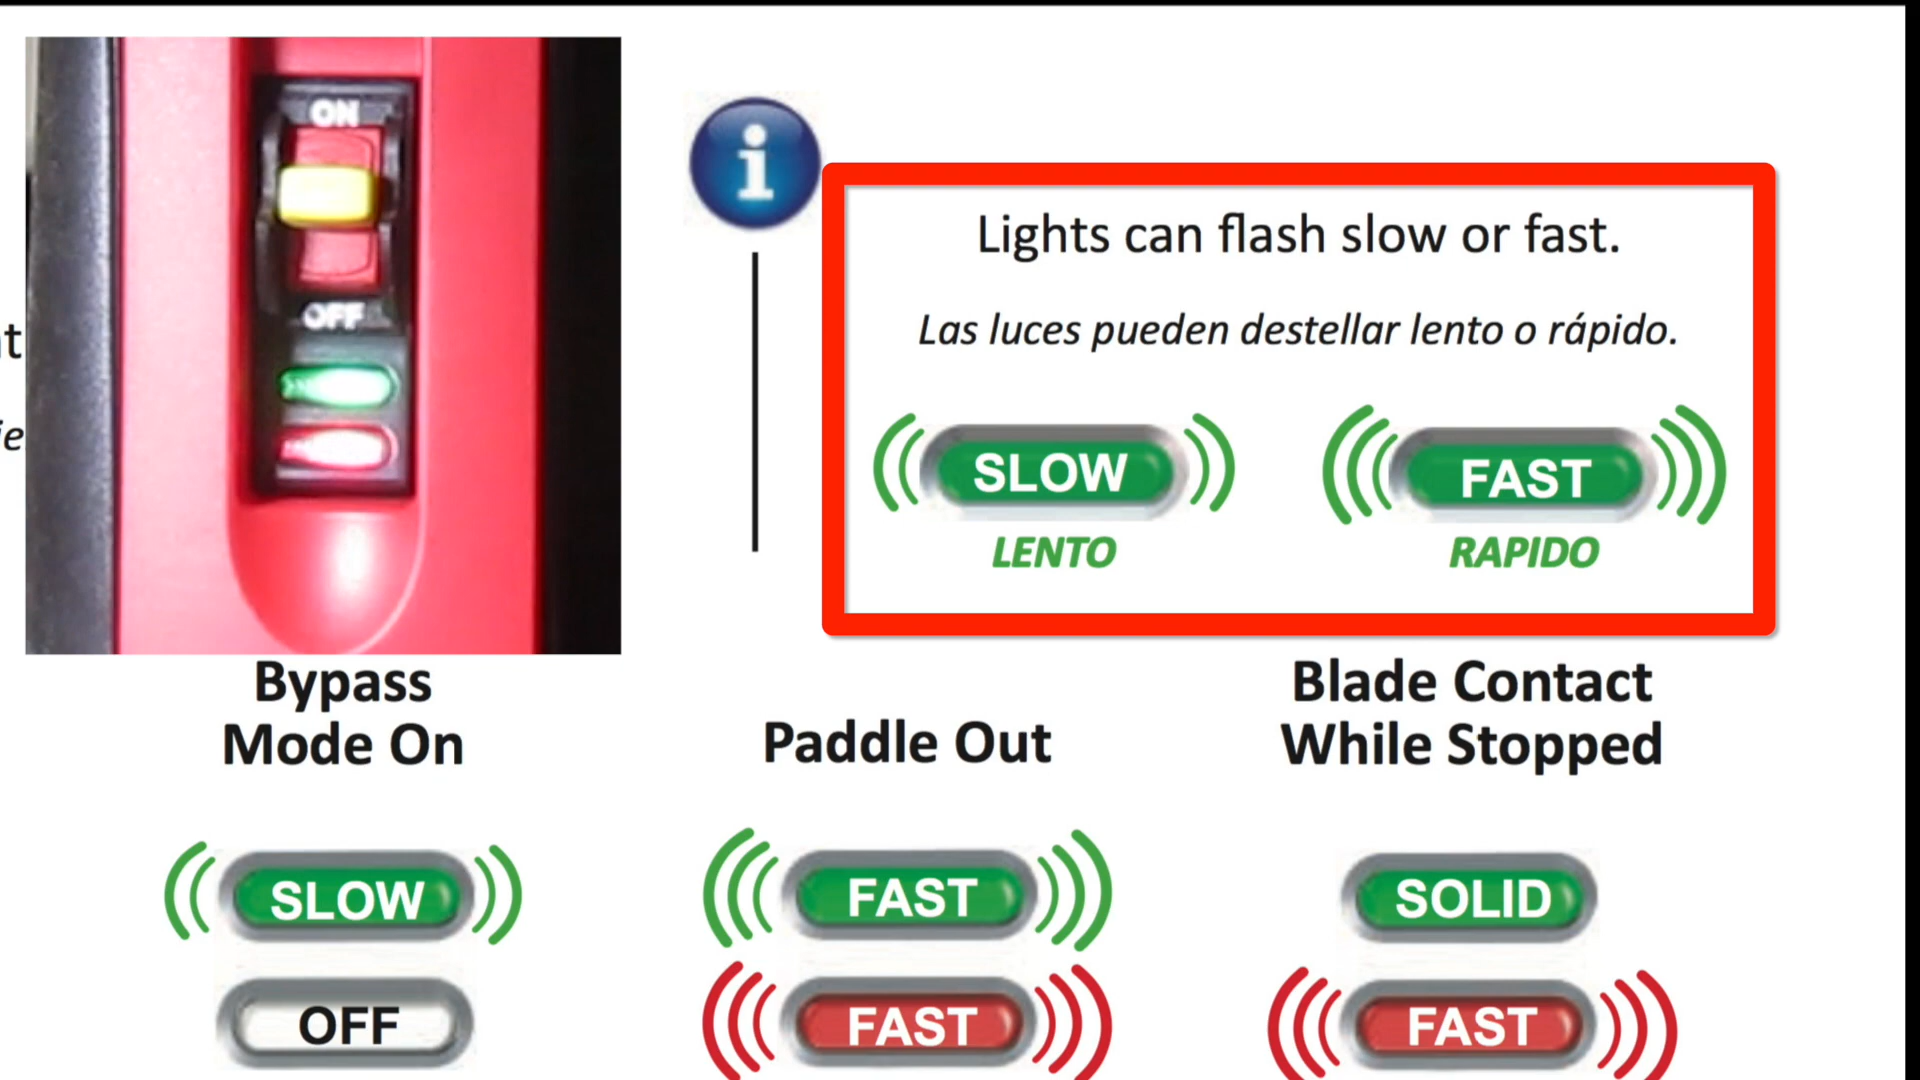 ON
OFF
i
Lights can flash slow or fast.
Las luces pueden destellar lento o rápido.
SLOW
FAST
LENTO
RAPIDO
t
ie
Bypass
Mode On
Paddle Out
Blade Contact
While Stopped
SLOW
FAST
SOLID
OFF
FAST
FAST